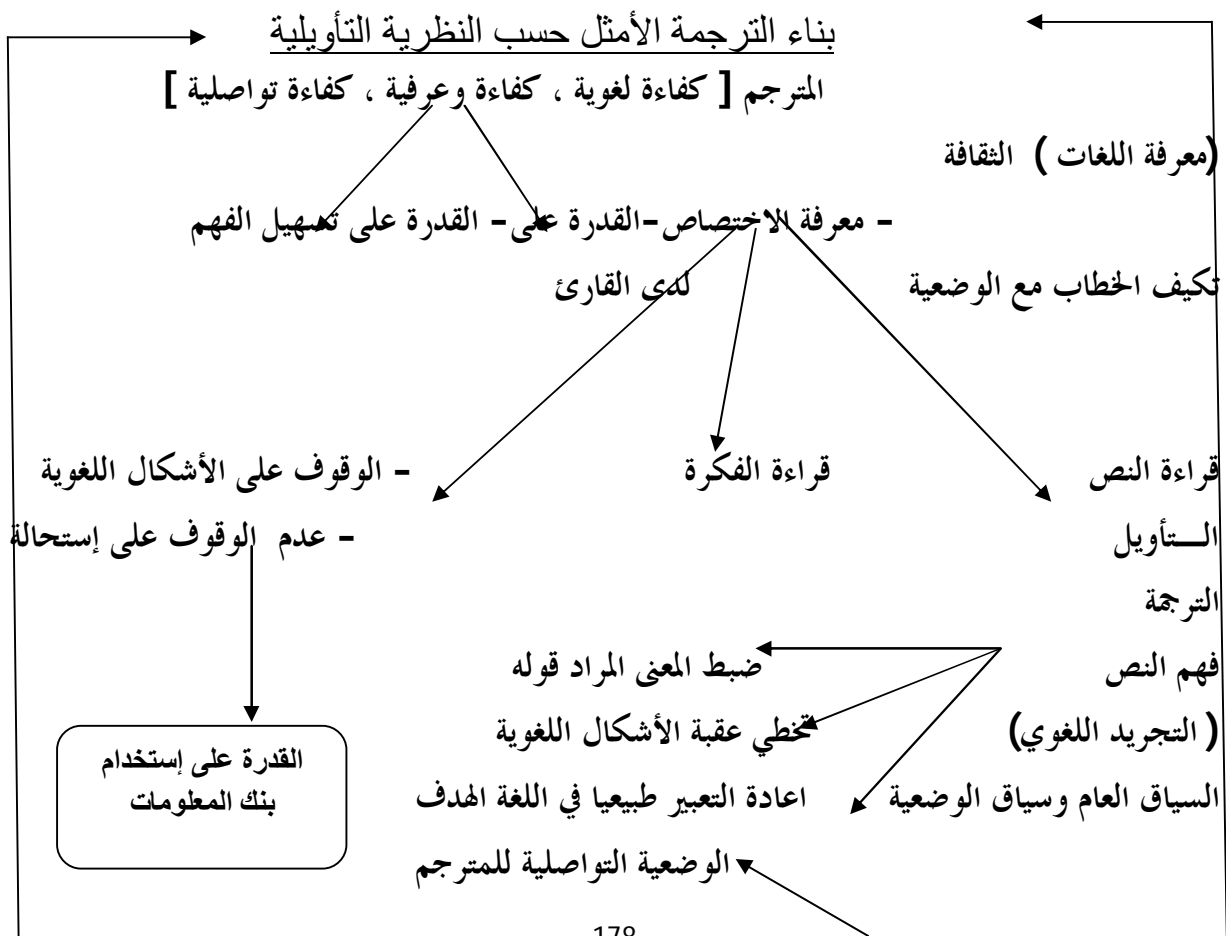 بناء الترجمة الأمثل حسب النظرية التأويلية
المترجم [ كفاءة لغوية ، كفاءة وعرفية ، كفاءة تواصلية ]
(معرفة اللغات ) الثقافة
- معرفة الاختصاص -القدرة على - القدرة على تسهيل الفهم
تكيف الخطاب مع الوضعية لدى القارئ
قراءة النص قراءة الفكرة - الوقوف على الأشكال اللغوية
الــتأويل - عدم الوقوف على إستحالة
الترجمة
فهم النص ضبط المعنى المراد قوله
( التجريد اللغوي) تخطي عقبة الأشكال اللغوية
السياق العام وسياق الوضعية اعادة التعبير طبيعيا في اللغة الهدف
الوضعية التواصلية للمترجم
القدرة على إستخدام
بنك المعلومات
178